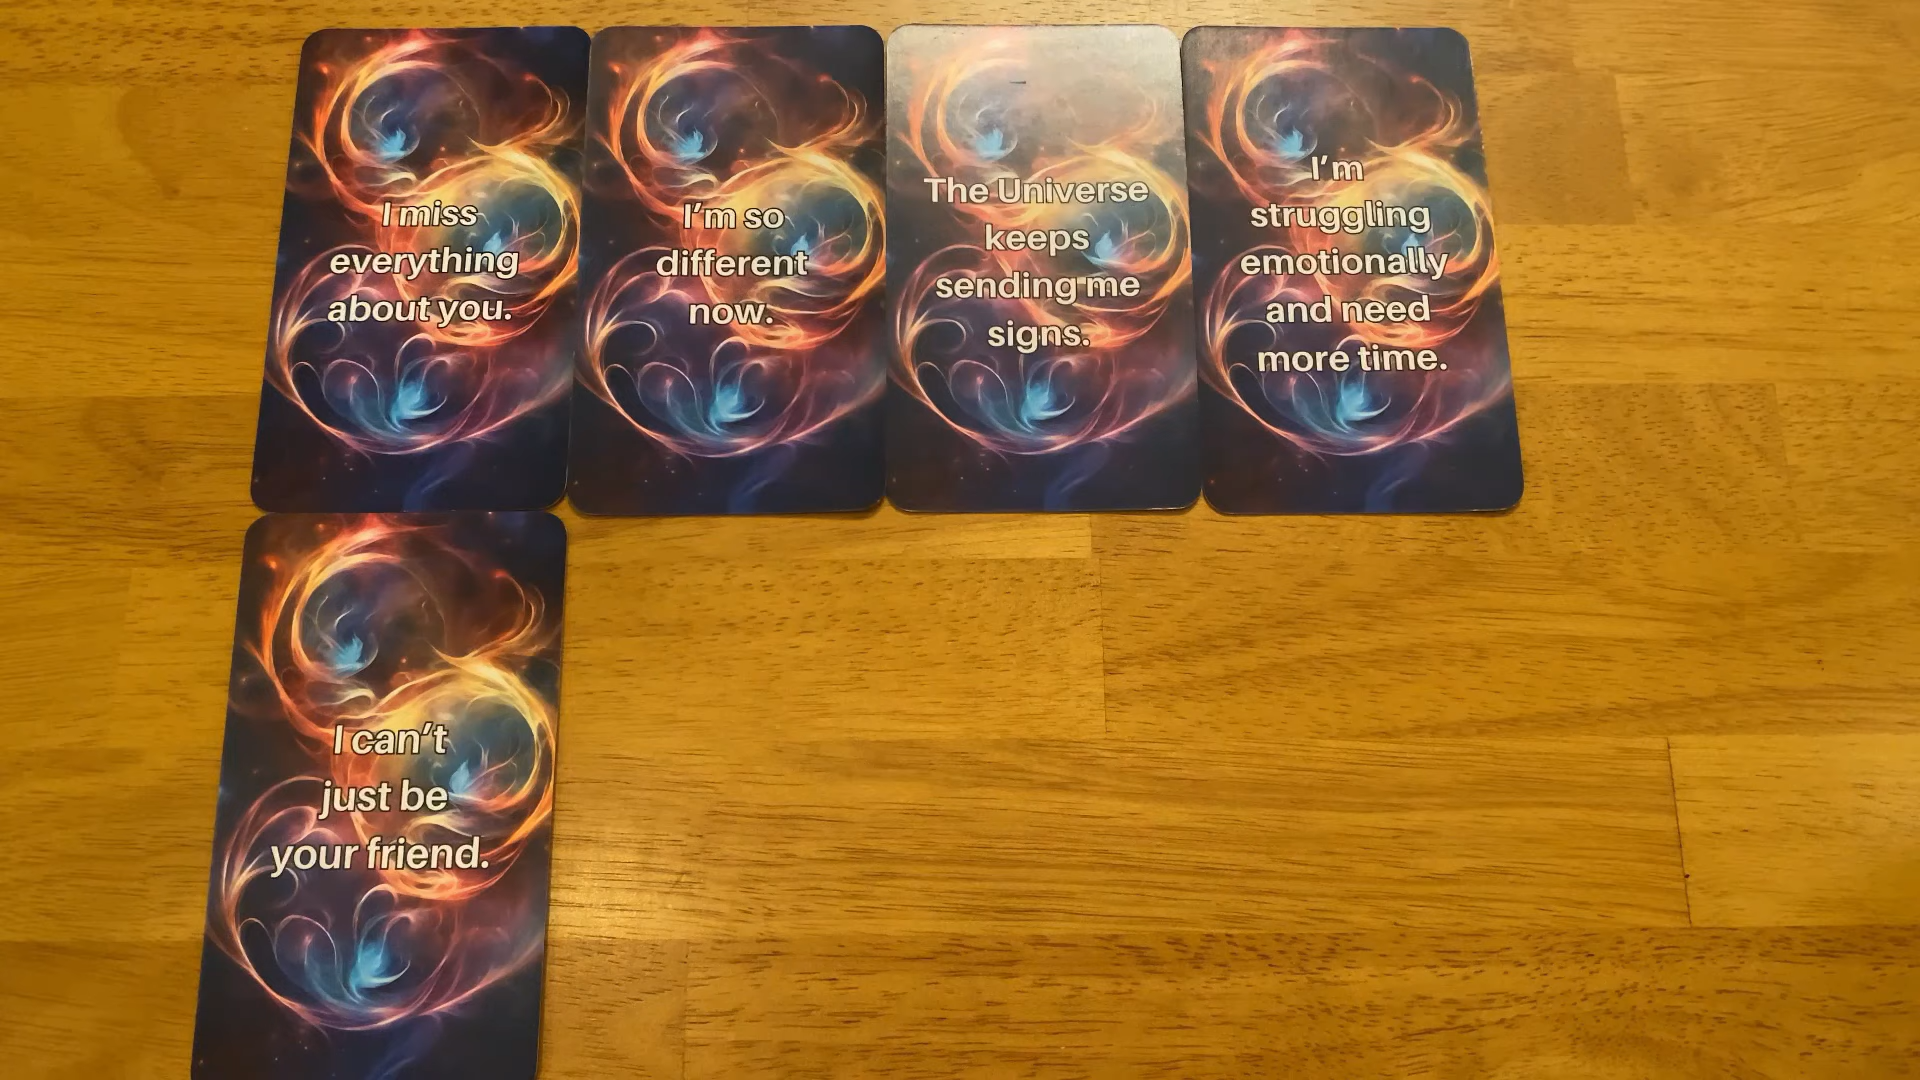 I miss
everything
about you.
I'm so
different
now.
The Universe
keeps
sending me
signs.
I'm
struggling
emotionally
and need
more time.
I can't
just be
your friend.